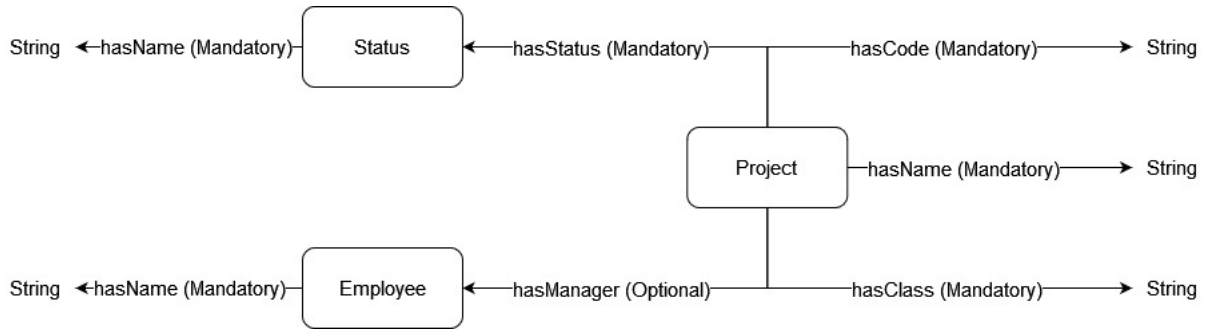 String hasName (Mandatory) Status hasStatus (Mandatory) hasCode (Mandatory) String
Project hasName (Mandatory) String
String hasName (Mandatory) Employee hasManager (Optional) hasClass (Mandatory) String